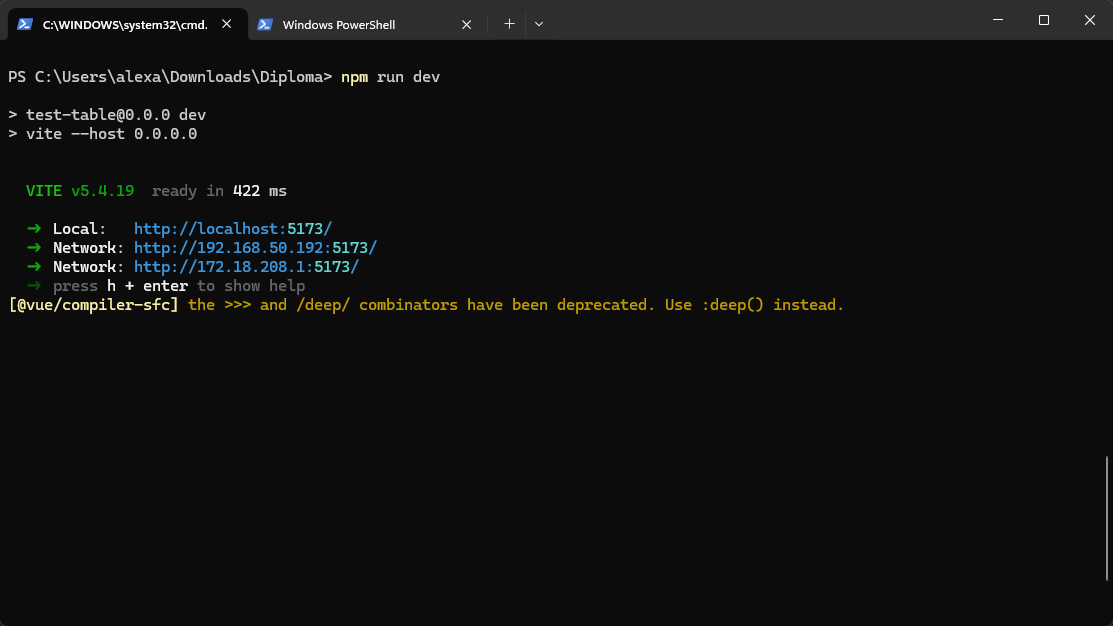 C:\WINDOWS\system32\cmd.
Windows PowerShell
PS C:\Users\alexa\Downloads\Diploma> npm run dev
> test-table@0.0.0 dev
> vite --host 0.0.0.0
VITE v5.4.19  ready in 422 ms
➜ Local:   http://localhost:5173/
➜ Network: http://192.168.50.192:5173/
➜ Network: http://172.18.208.1:5173/
➜ press h + enter to show help
[@vue/compiler-sfc] the >>> and /deep/ combinators have been deprecated. Use :deep() instead.